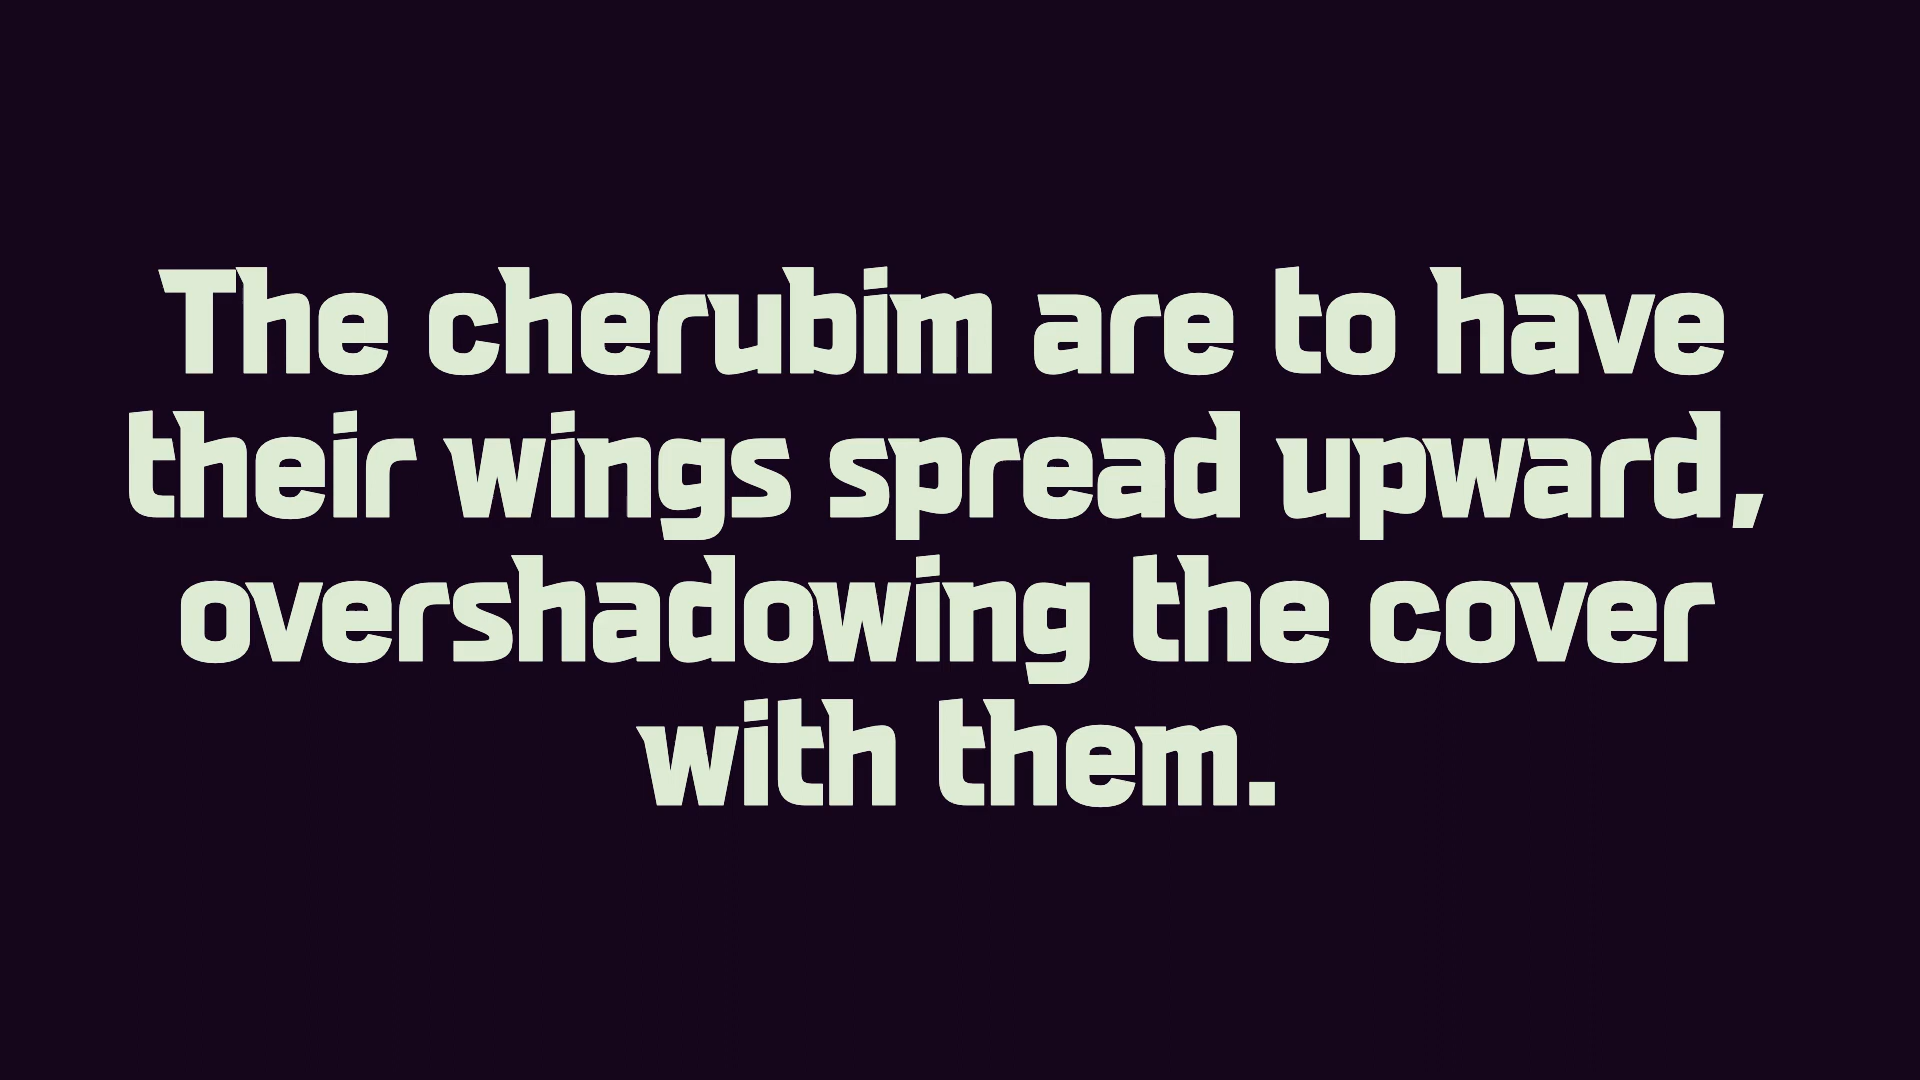 The cherubim are to have
their wings spread upward,
overshadowing the cover
with them.